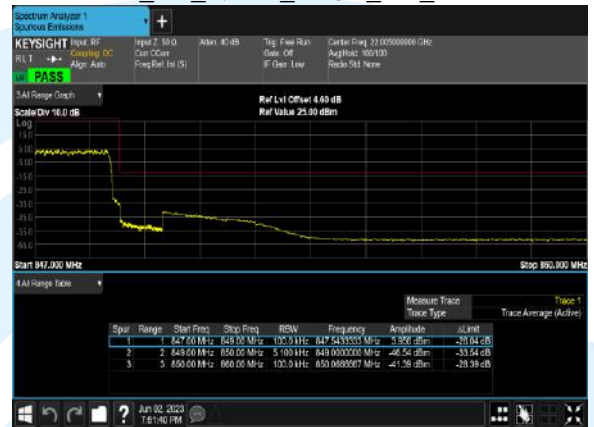 Spectrum Analyzer 1
Spurious Emissions
+
KEYSIGHT Input: RF Input Z: 50 Ω Atten: 40 dB Trig: Free Run Center Freq: 22.005000000 GHz
RLT Coupling: DC Corr CCorr Gate: Off Avg|Hold: 100/100
Align: Auto Freq Ref: Int (S) IF Gain: Low Radio Std: None
PASS
3 All Range Graph
Ref Lvl Offset 4.60 dB
Scale/Div 10.0 dB Ref Value 25.00 dBm
Log
15.0
5.00
-5.00
-15.0
-25.0
-35.0
-45.0
-55.0
-65.0
Start 847.000 MHz Stop 860.000 MHz
4 All Range Table
Measure Trace Trace 1
Trace Type Trace Average (Active)
Spur Range Start Freq Stop Freq RBW Frequency Amplitude ΔLimit
1 1 847.00 MHz 849.00 MHz 100.0 kHz 847.5433333 MHz 3.956 dBm -26.04 dB
2 2 849.00 MHz 850.00 MHz 5.100 kHz 849.0000000 MHz -46.54 dBm -33.54 dB
3 3 850.00 MHz 860.00 MHz 100.0 kHz 850.0666667 MHz -41.39 dBm -28.39 dB
? Jun 02, 2023
7:51:40 PM